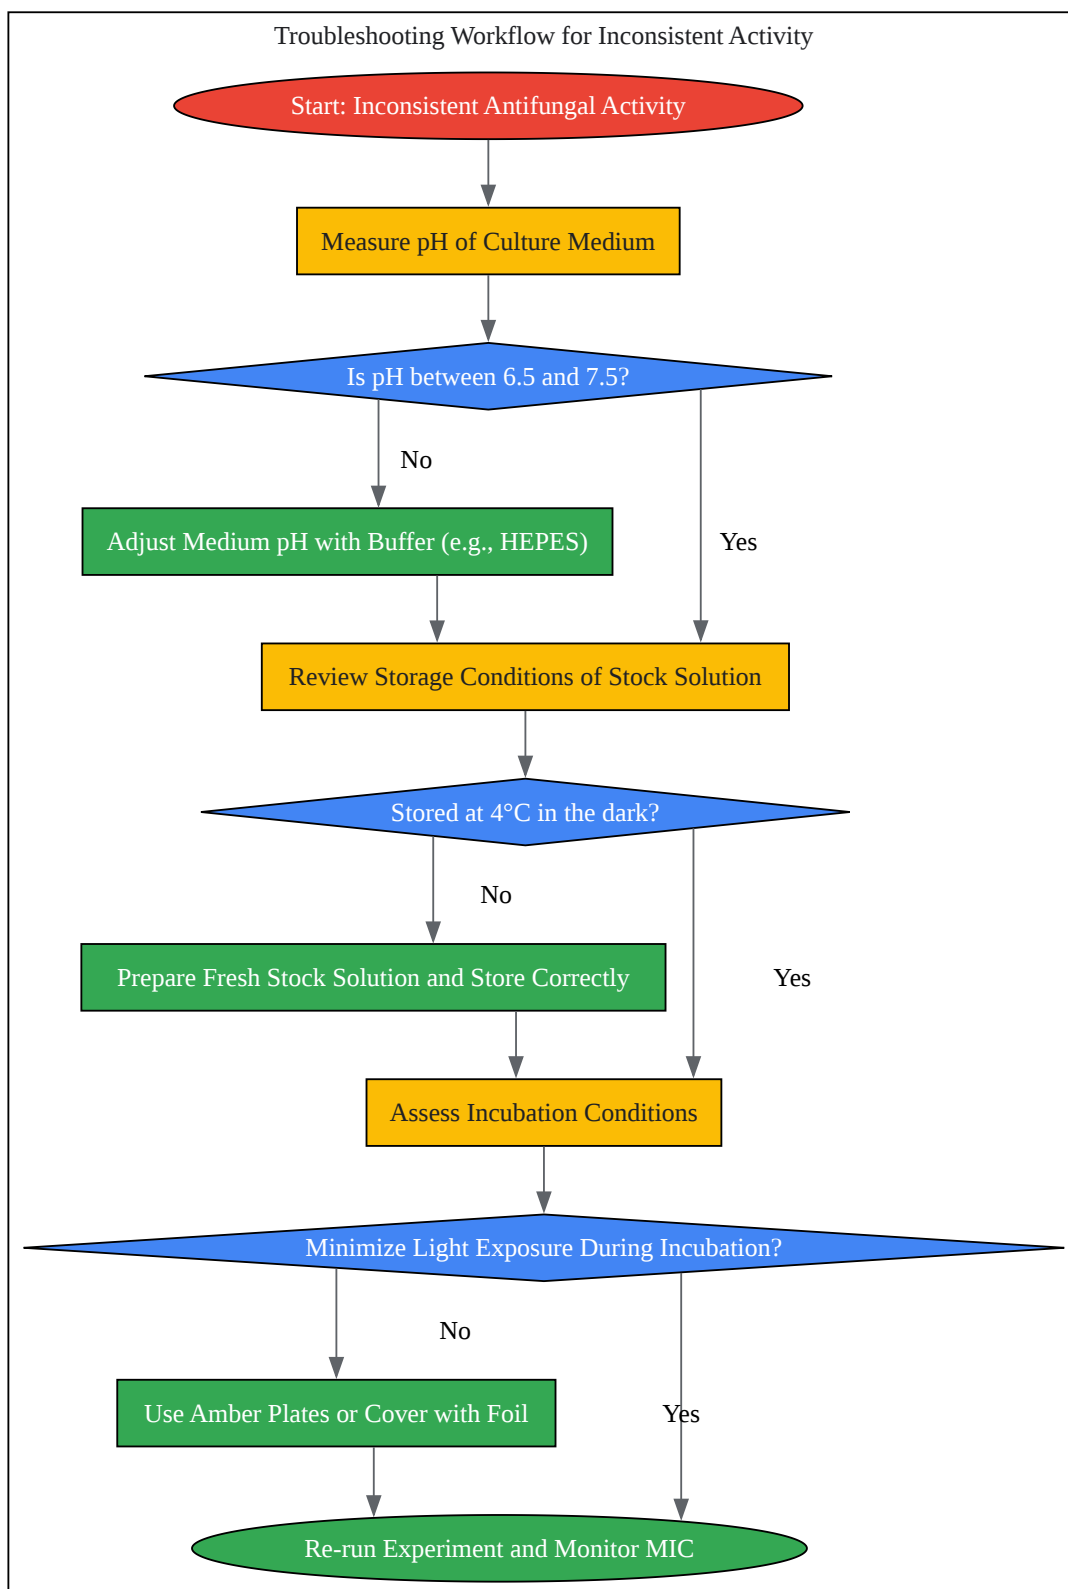 Troubleshooting Workflow for Inconsistent Activity
Start: Inconsistent Antifungal Activity
Measure pH of Culture Medium
Is pH between 6.5 and 7.5?
No
Adjust Medium pH with Buffer (e.g., HEPES)
Yes
Review Storage Conditions of Stock Solution
Stored at 4°C in the dark?
No
Prepare Fresh Stock Solution and Store Correctly
Yes
Assess Incubation Conditions
Minimize Light Exposure During Incubation?
No
Use Amber Plates or Cover with Foil
Yes
Re-run Experiment and Monitor MIC